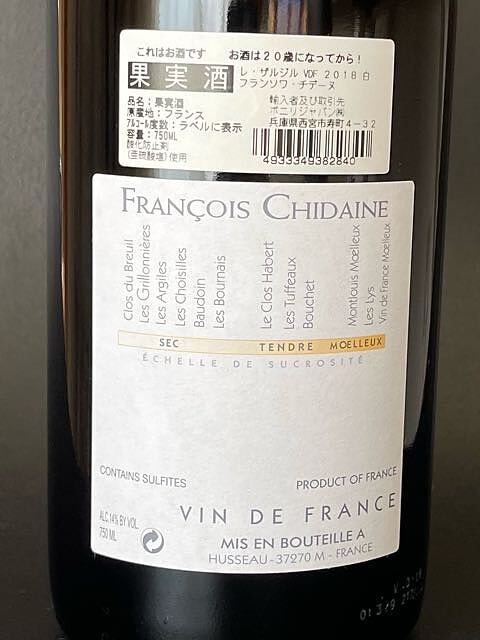 これはお酒です お酒は20歳になってから!
果実酒
レ・ザルジル VDF 2018 白
フランソワ・チデーヌ
品名:果実酒
原産地:フランス
アルコール度数:ラベルに表示
容量:750ML
酸化防止剤
(亜硫酸塩)使用
輸入者及び取引先
ポニリジャパン㈱
兵庫県西宮市寿町4-32
4933349382840
FRANÇOIS CHIDAINE
Clos du Breuil
Les Grillonnières
Les Argiles
Les Choisilles
Baudoin
Les Bournais
Le Clos Habert
Les Tuffeaux
Bouchet
Montlouis Mœlleux
Les Lys
Vin de France Mœlleux
SEC TENDRE MOELLEUX
ÉCHELLE DE SUCROSITÉ
CONTAINS SULFITES
PRODUCT OF FRANCE
ALC. 14% BY VOL.
750 ML
VIN DE FRANCE
MIS EN BOUTEILLE A
HUSSEAU - 37270 M - FRANCE